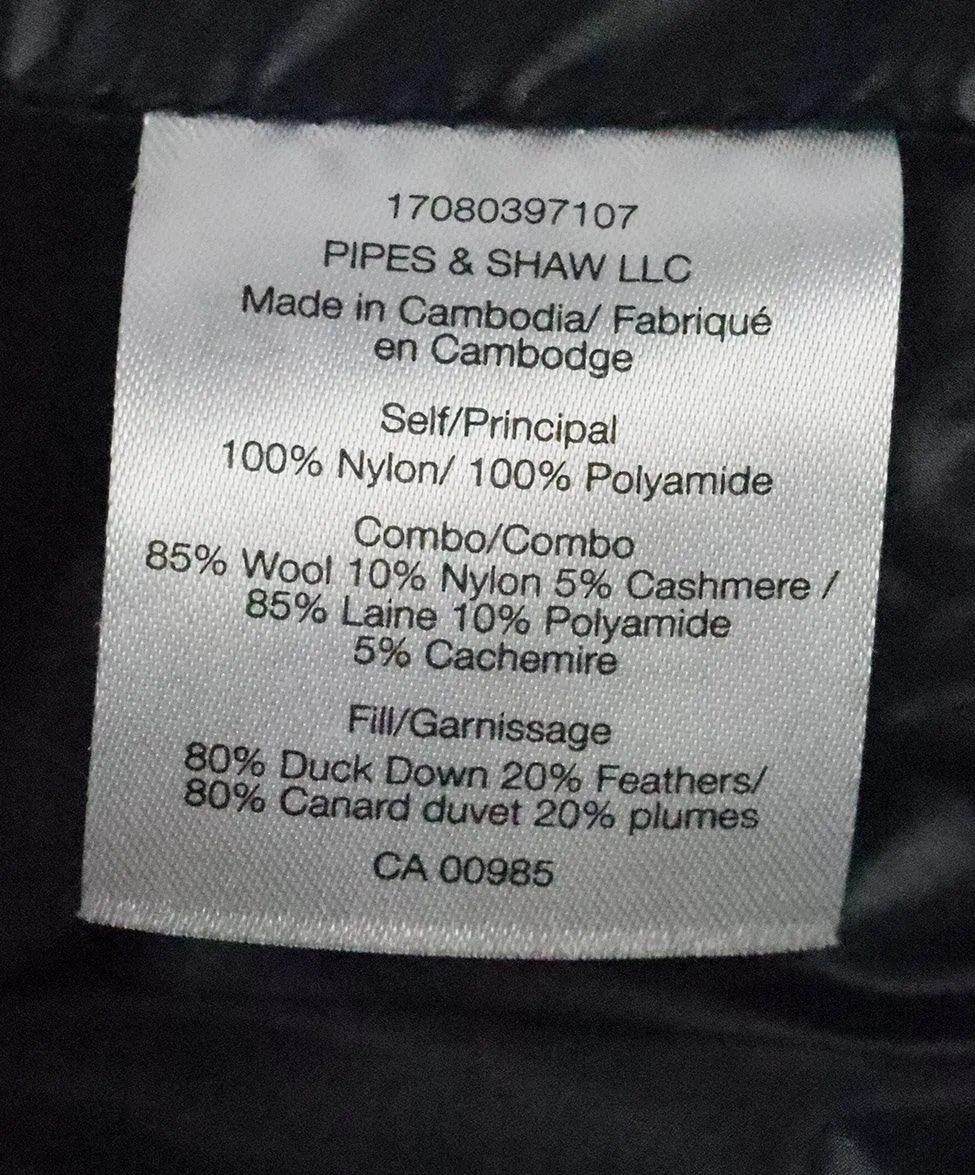 17080397107
PIPES & SHAW LLC
Made in Cambodia/ Fabriqué
en Cambodge
Self/Principal
100% Nylon/ 100% Polyamide
Combo/Combo
85% Wool 10% Nylon 5% Cashmere /
85% Laine 10% Polyamide
5% Cachemire
Fill/Garnissage
80% Duck Down 20% Feathers/
80% Canard duvet 20% plumes
CA 00985